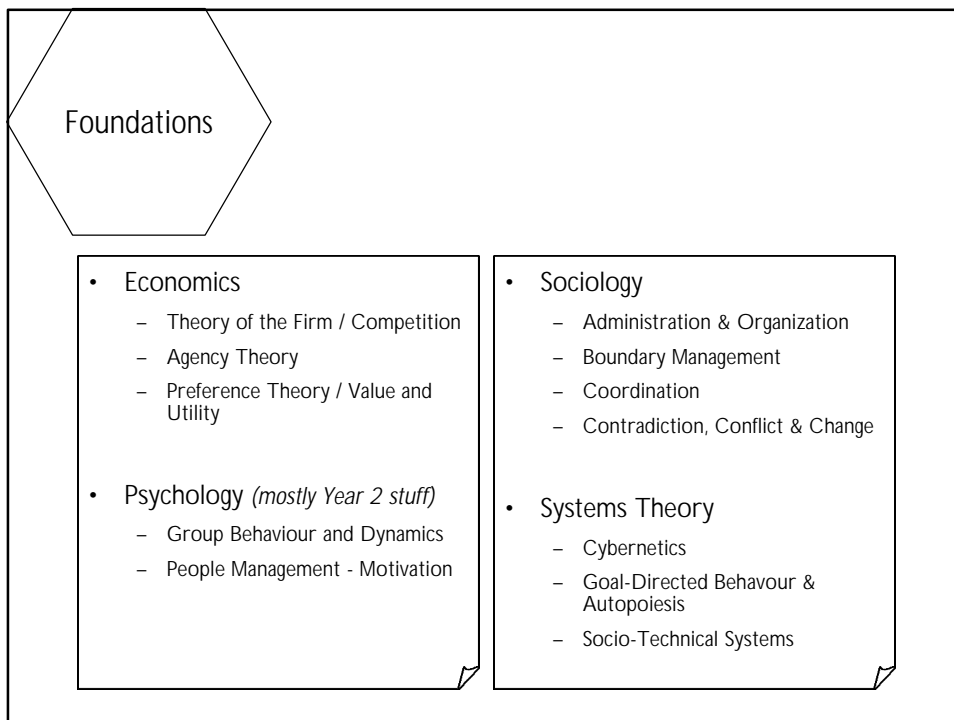 Foundations
• Economics
– Theory of the Firm / Competition
– Agency Theory
– Preference Theory / Value and
Utility
• Psychology (mostly Year 2 stuff)
– Group Behaviour and Dynamics
– People Management - Motivation
• Sociology
– Administration & Organization
– Boundary Management
– Coordination
– Contradiction, Conflict & Change
• Systems Theory
– Cybernetics
– Goal-Directed Behavour &
Autopoiesis
– Socio-Technical Systems